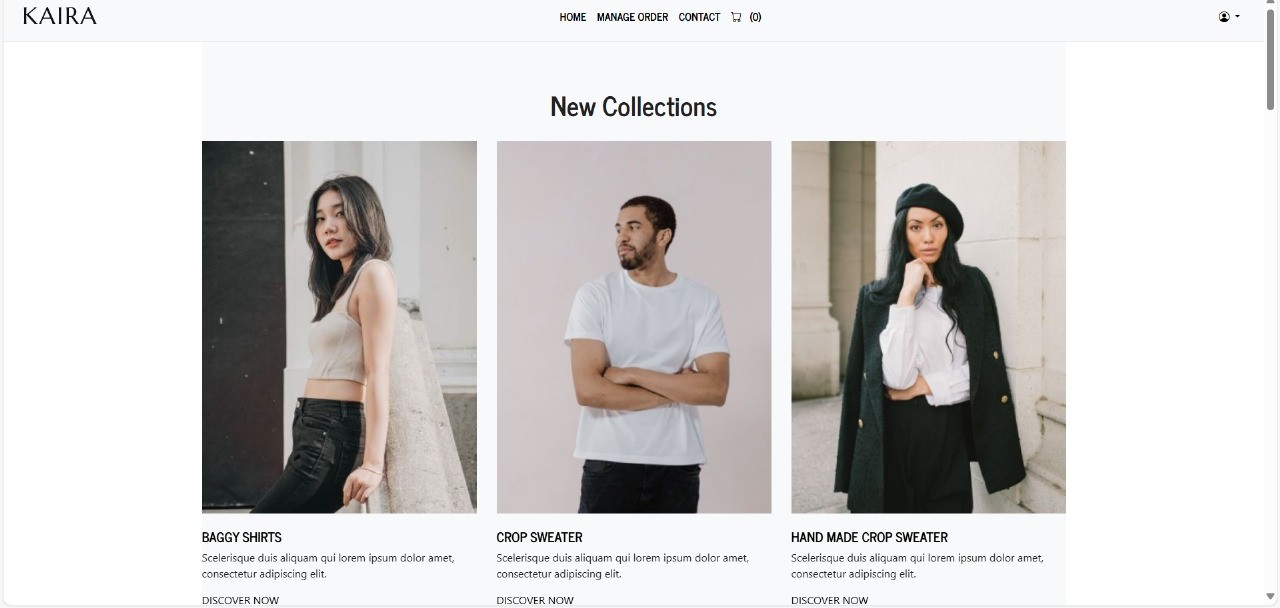 KAIRA
HOME MANAGE ORDER CONTACT (0)
New Collections
BAGGY SHIRTS
Scelerisque duis aliquam qui lorem ipsum dolor amet,
consectetur adipiscing elit.
DISCOVER NOW
CROP SWEATER
Scelerisque duis aliquam qui lorem ipsum dolor amet,
consectetur adipiscing elit.
DISCOVER NOW
HAND MADE CROP SWEATER
Scelerisque duis aliquam qui lorem ipsum dolor amet,
consectetur adipiscing elit.
DISCOVER NOW